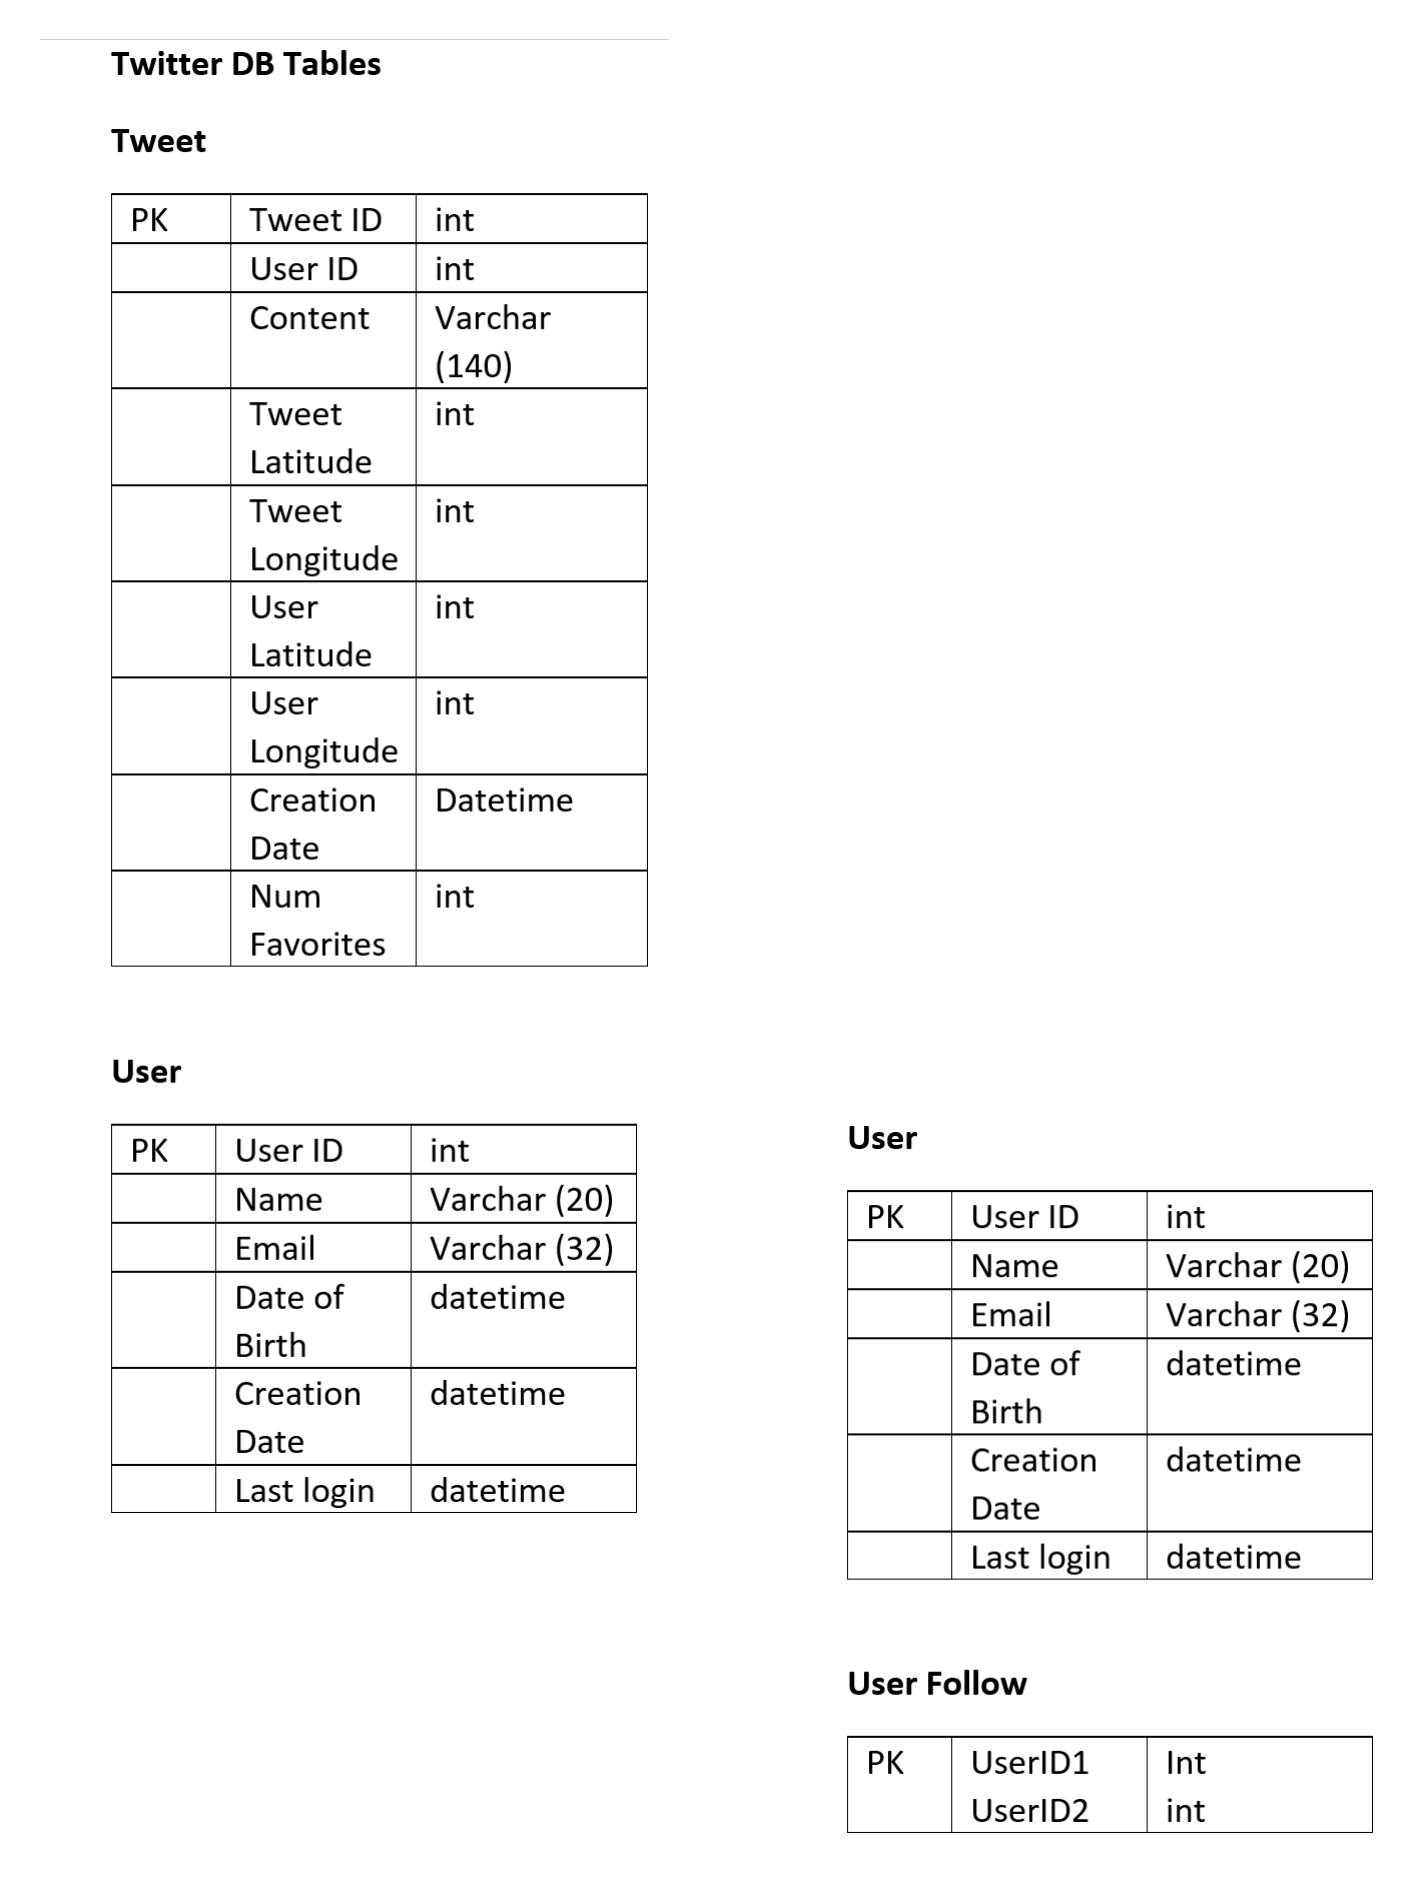 Twitter DB Tables
Tweet
PK Tweet ID int
User ID int
Content Varchar
(140)
Tweet int
Latitude
Tweet int
Longitude
User int
Latitude
User int
Longitude
Creation Datetime
Date
Num int
Favorites
User
PK User ID int
Name Varchar (20)
Email Varchar (32)
Date of datetime
Birth
Creation datetime
Date
Last login datetime
User
PK User ID int
Name Varchar (20)
Email Varchar (32)
Date of datetime
Birth
Creation datetime
Date
Last login datetime
User Follow
PK UserID1 Int
UserID2 int